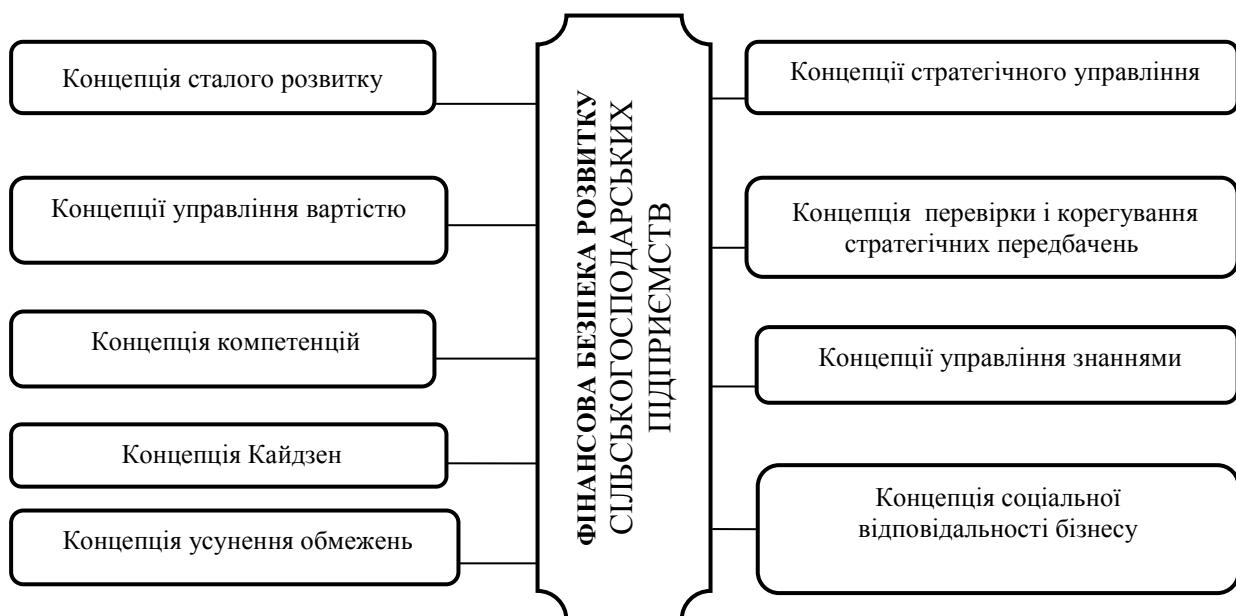 Концепція сталого розвитку
Концепції управління вартістю
Концепція компетенцій
Концепція Кайдзен
Концепція усунення обмежень
ФІНАНСОВА БЕЗПЕКА РОЗВИТКУ
СІЛЬСЬКОГОСПОДАРСЬКИХ
ПІДПРИЄМСТВ
Концепції стратегічного управління
Концепція перевірки і корегування
стратегічних передбачень
Концепції управління знаннями
Концепція соціальної
відповідальності бізнесу